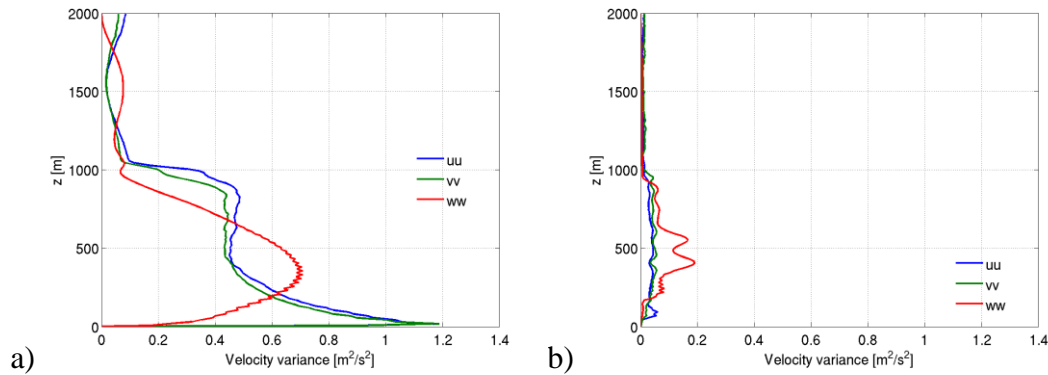 a)
z [m]
2000
1500
1000
500
0
uu
vv
ww
0 0.2 0.4 0.6 0.8 1 1.2 1.4
Velocity variance [m²/s²]
b)
z [m]
2000
1500
1000
500
0
uu
vv
ww
0 0.2 0.4 0.6 0.8 1 1.2 1.4
Velocity variance [m²/s²]